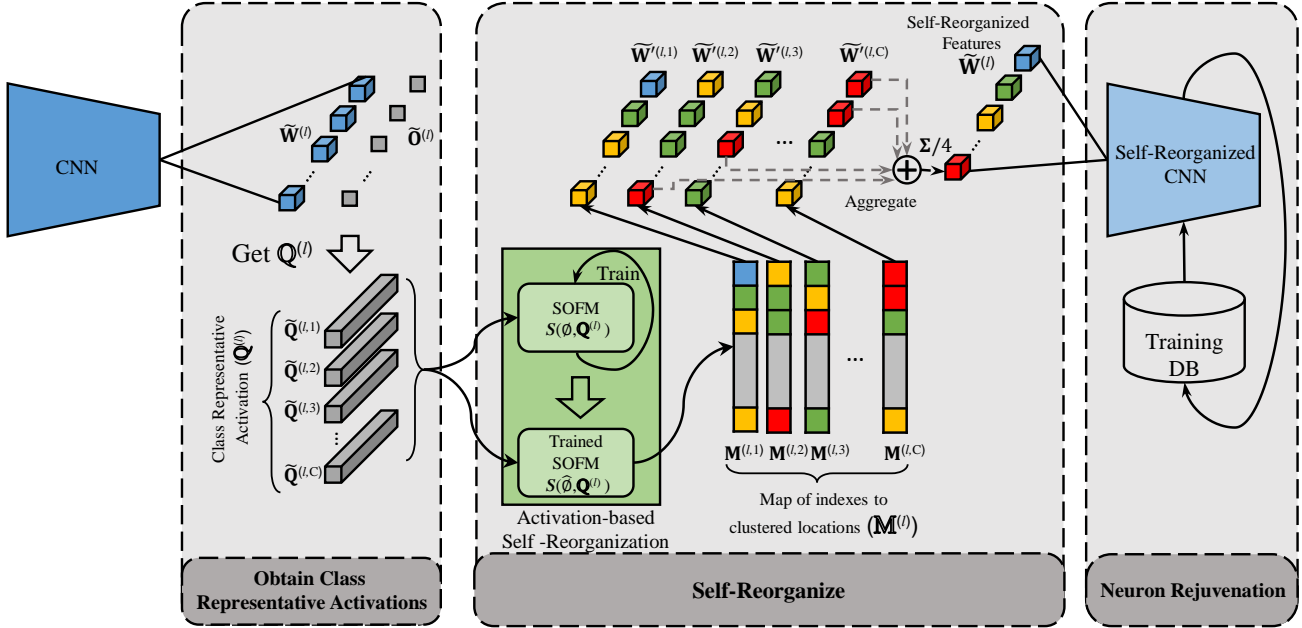 CNN
W̃^(l)
Õ^(l)
Get ℚ^(l)
Class Representative
Activation (ℚ^(l))
Q̃^(l,1)
Q̃^(l,2)
Q̃^(l,3)
...
Q̃^(l,C)
Obtain Class
Representative Activations
W̃'^(l,1)
W̃'^(l,2)
W̃'^(l,3)
W̃'^(l,C)
...
Self-Reorganized
Features
W̃^(l)
Σ/4
Aggregate
Train
SOFM
S(∅,Q^(l))
Trained
SOFM
S(∅̂,Q^(l))
Activation-based
Self -Reorganization
...
M^(l,1)
M^(l,2)
M^(l,3)
M^(l,C)
Map of indexes to
clustered locations (𝕄^(l))
Self-Reorganize
Self-Reorganized
CNN
Training
DB
Neuron Rejuvenation